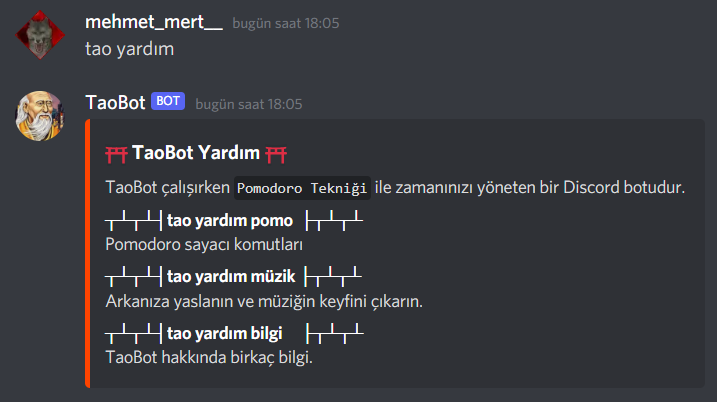 mehmet_mert__ bugün saat 18:05
tao yardım
TaoBot BOT bugün saat 18:05
⛩ TaoBot Yardım ⛩
TaoBot çalışırken Pomodoro Tekniği ile zamanınızı yöneten bir Discord botudur.
┬┴┬┴┤tao yardım pomo ├┬┴┬┴
Pomodoro sayacı komutları
┬┴┬┴┤tao yardım müzik ├┬┴┬┴
Arkanıza yaslanın ve müziğin keyfini çıkarın.
┬┴┬┴┤tao yardım bilgi ├┬┴┬┴
TaoBot hakkında birkaç bilgi.